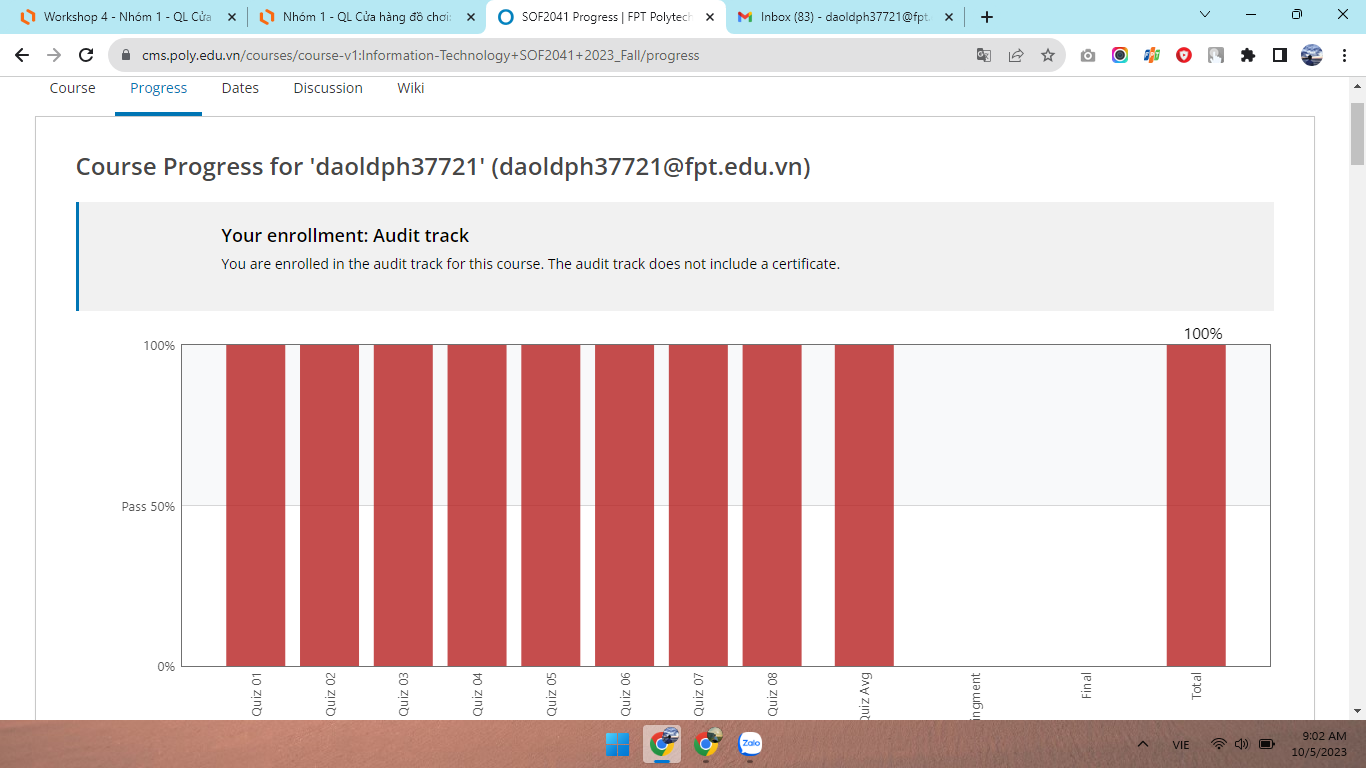 Workshop 4 - Nhóm 1 - QL Cửa
Nhóm 1 - QL Cửa hàng đồ chơi
SOF2041 Progress | FPT Polytech
Inbox (83) - daoldph37721@fpt.
cms.poly.edu.vn/courses/course-v1:Information-Technology+SOF2041+2023_Fall/progress
Course
Progress
Dates
Discussion
Wiki
Course Progress for 'daoldph37721' (daoldph37721@fpt.edu.vn)
Your enrollment: Audit track
You are enrolled in the audit track for this course. The audit track does not include a certificate.
100%
100%
Pass 50%
0%
Quiz 01
Quiz 02
Quiz 03
Quiz 04
Quiz 05
Quiz 06
Quiz 07
Quiz 08
Quiz Avg
ingment
Final
Total
Zalo
VIE
9:02 AM
10/5/2023